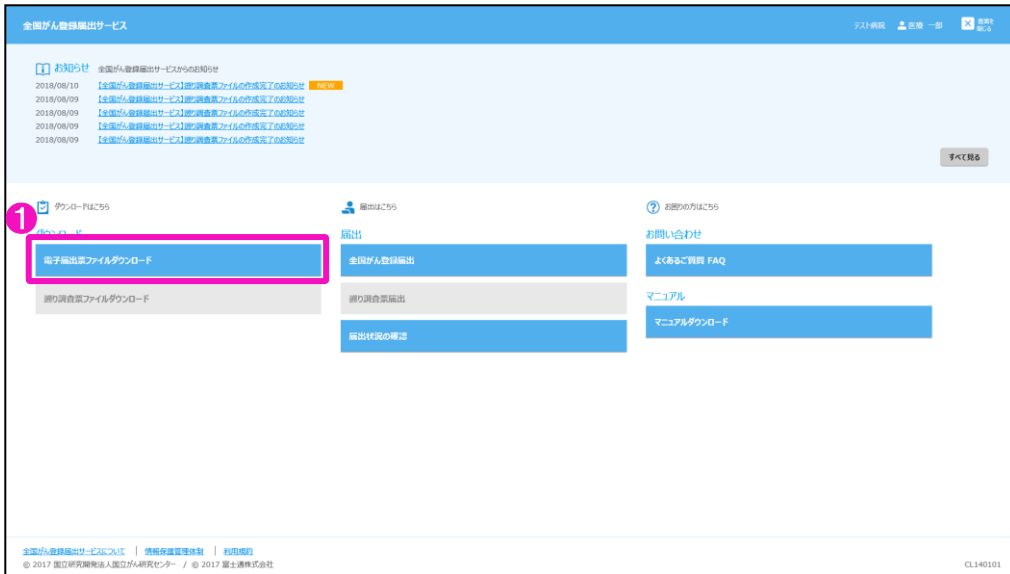 全国がん登録届出サービス
テスト病院 医療 一郎 画面を閉じる
お知らせ 全国がん登録届出サービスからのお知らせ
2018/08/10 【全国がん登録届出サービス】遡り調査票ファイルの作成完了のお知らせ NEW
2018/08/09 【全国がん登録届出サービス】遡り調査票ファイルの作成完了のお知らせ
2018/08/09 【全国がん登録届出サービス】遡り調査票ファイルの作成完了のお知らせ
2018/08/09 【全国がん登録届出サービス】遡り調査票ファイルの作成完了のお知らせ
2018/08/09 【全国がん登録届出サービス】遡り調査票ファイルの作成完了のお知らせ
すべて見る
1
ダウンロードはこちら
ダウンロード
電子届出票ファイルダウンロード
遡り調査票ファイルダウンロード
届出はこちら
届出
全国がん登録届出
遡り調査票届出
届出状況の確認
お困りの方はこちら
お問い合わせ
よくあるご質問 FAQ
マニュアル
マニュアルダウンロード
全国がん登録届出サービスについて | 情報保護管理体制 | 利用規約
© 2017 国立研究開発法人国立がん研究センター / © 2017 富士通株式会社
CL140101